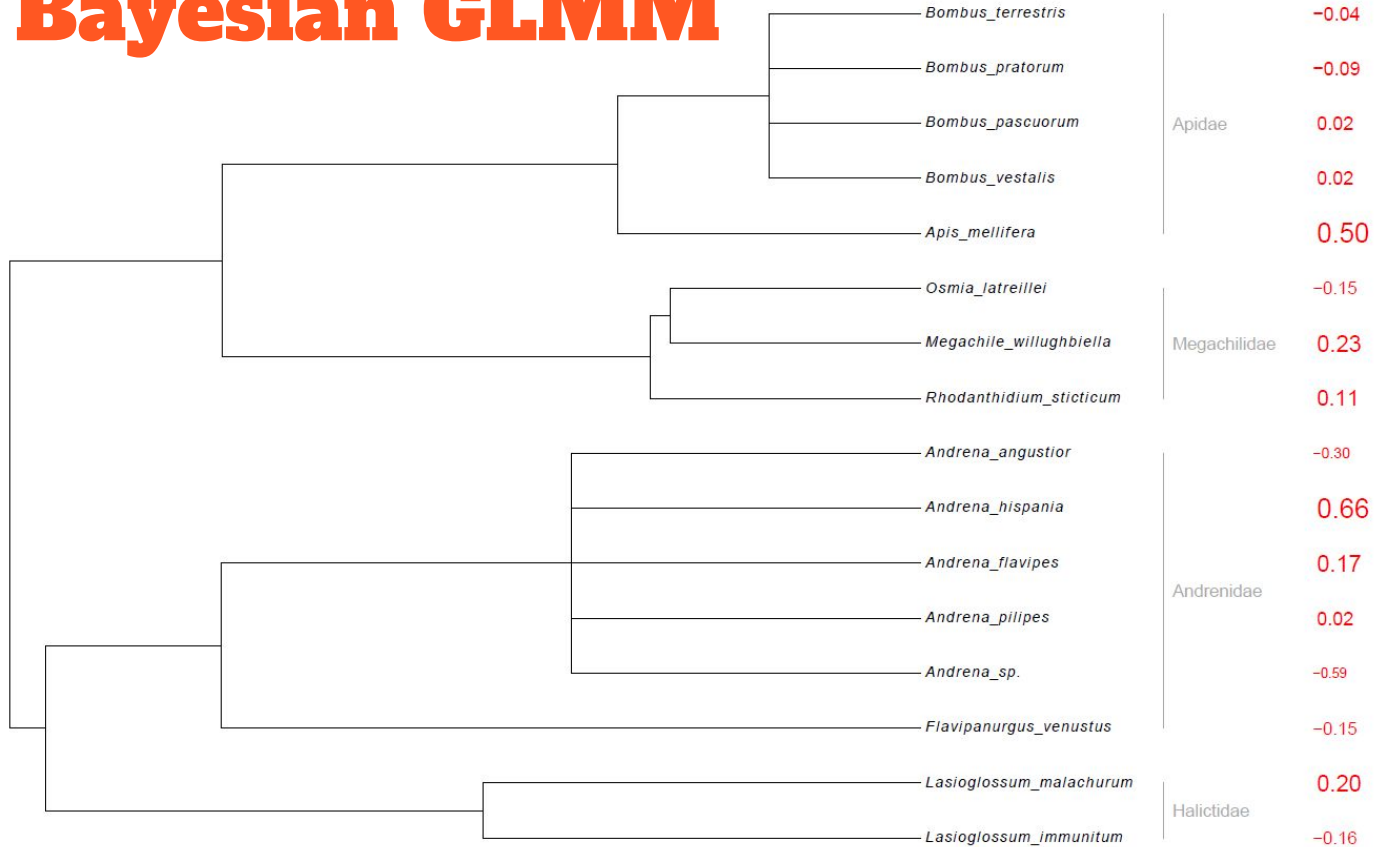 Bayesian GLMM
Bombus_terrestris −0.04
Bombus_pratorum −0.09
Bombus_pascuorum 0.02
Apidae
Bombus_vestalis 0.02
Apis_mellifera 0.50
Osmia_latreillei −0.15
Megachile_willughbiella Megachilidae 0.23
Rhodanthidium_sticticum 0.11
Andrena_angustior −0.30
Andrena_hispania 0.66
Andrena_flavipes 0.17
Andrenidae
Andrena_pilipes 0.02
Andrena_sp. −0.59
Flavipanurgus_venustus −0.15
Lasioglossum_malachurum 0.20
Halictidae
Lasioglossum_immunitum −0.16